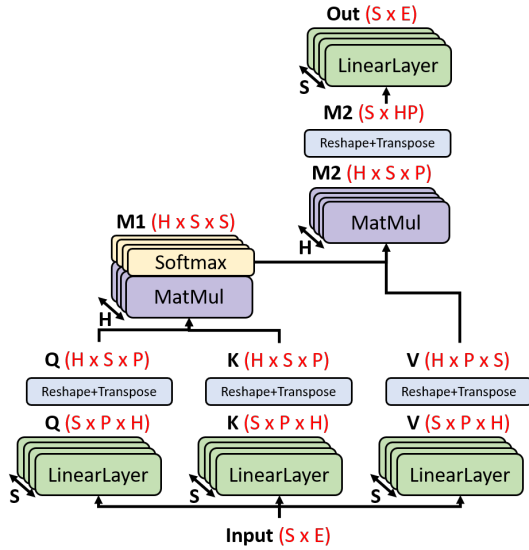 Out (S x E)
LinearLayer
S
M2 (S x HP)
Reshape+Transpose
M2 (H x S x P)
MatMul
H
M1 (H x S x S)
Softmax
MatMul
H
Q (H x S x P) K (H x S x P) V (H x P x S)
Reshape+Transpose Reshape+Transpose Reshape+Transpose
Q (S x P x H) K (S x P x H) V (S x P x H)
LinearLayer LinearLayer LinearLayer
S S S
Input (S x E)